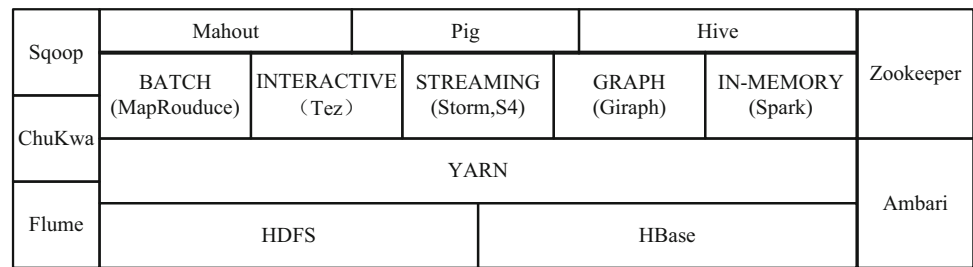 Sqoop
Mahout
Pig
Hive
Zookeeper
BATCH
(MapRouduce)
INTERACTIVE
（Tez）
STREAMING
(Storm,S4)
GRAPH
(Giraph)
IN-MEMORY
(Spark)
ChuKwa
YARN
Ambari
Flume
HDFS
HBase